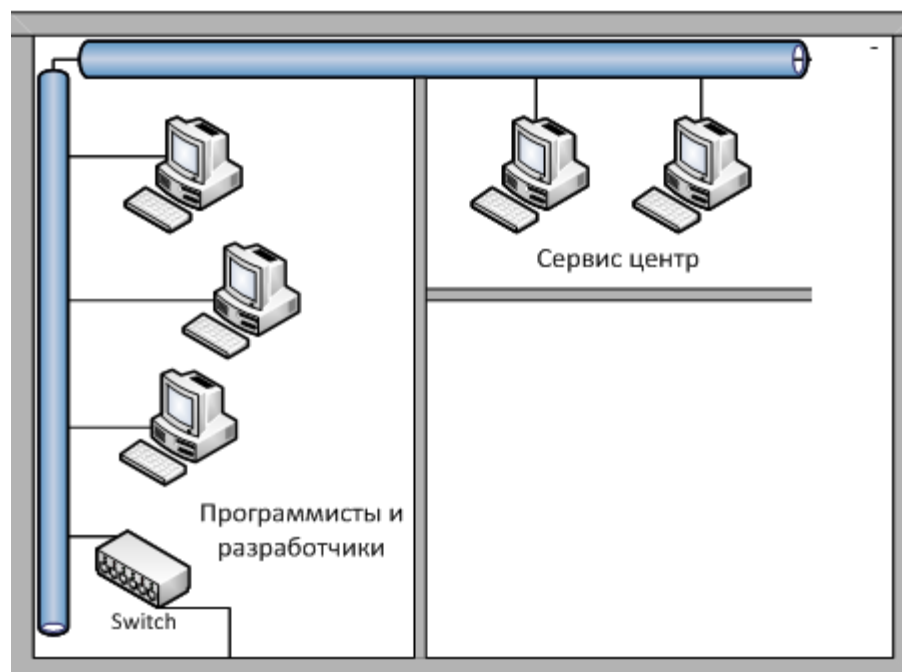 -
Сервис центр
Программисты и
разработчики
Switch